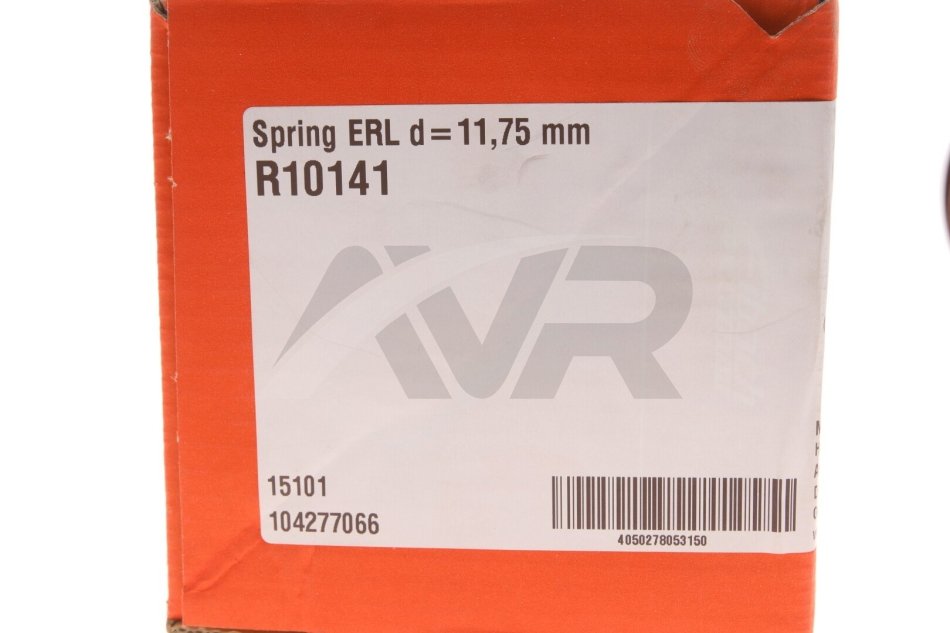 Spring ERL d=11,75 mm
R10141
AVR
15101
104277066
4050278053150